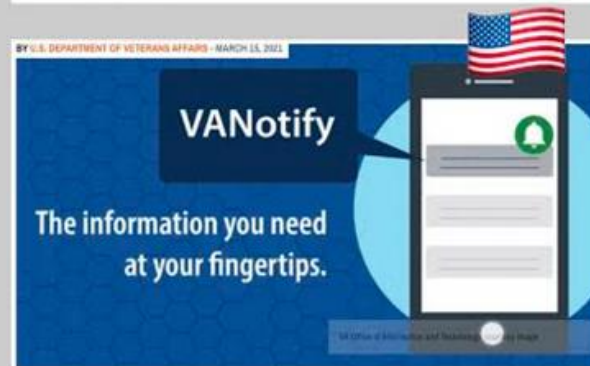 BY U.S. DEPARTMENT OF VETERANS AFFAIRS - MARCH 15, 2021
VANotify
The information you need
at your fingertips.